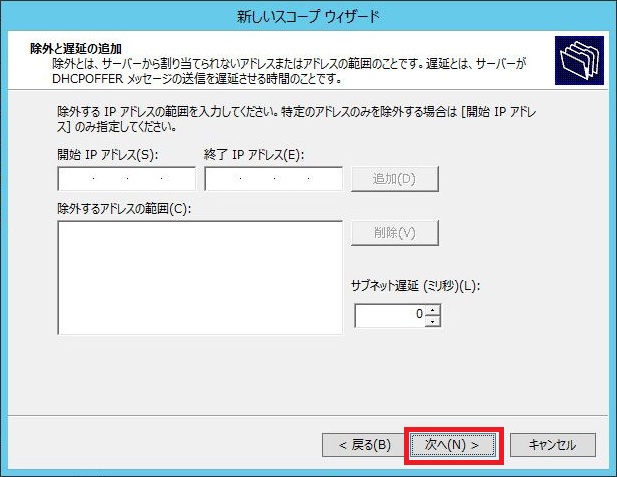 新しいスコープ ウィザード
除外と遅延の追加
除外とは、サーバーから割り当てられないアドレスまたはアドレスの範囲のことです。遅延とは、サーバーが
DHCPOFFER メッセージの送信を遅延させる時間のことです。
除外する IP アドレスの範囲を入力してください。特定のアドレスのみを除外する場合は [開始 IP アドレ
ス] のみ指定してください。
開始 IP アドレス(S):
終了 IP アドレス(E):
追加(D)
除外するアドレスの範囲(C):
削除(V)
サブネット遅延 (ミリ秒)(L):
0
< 戻る(B)
次へ(N) >
キャンセル